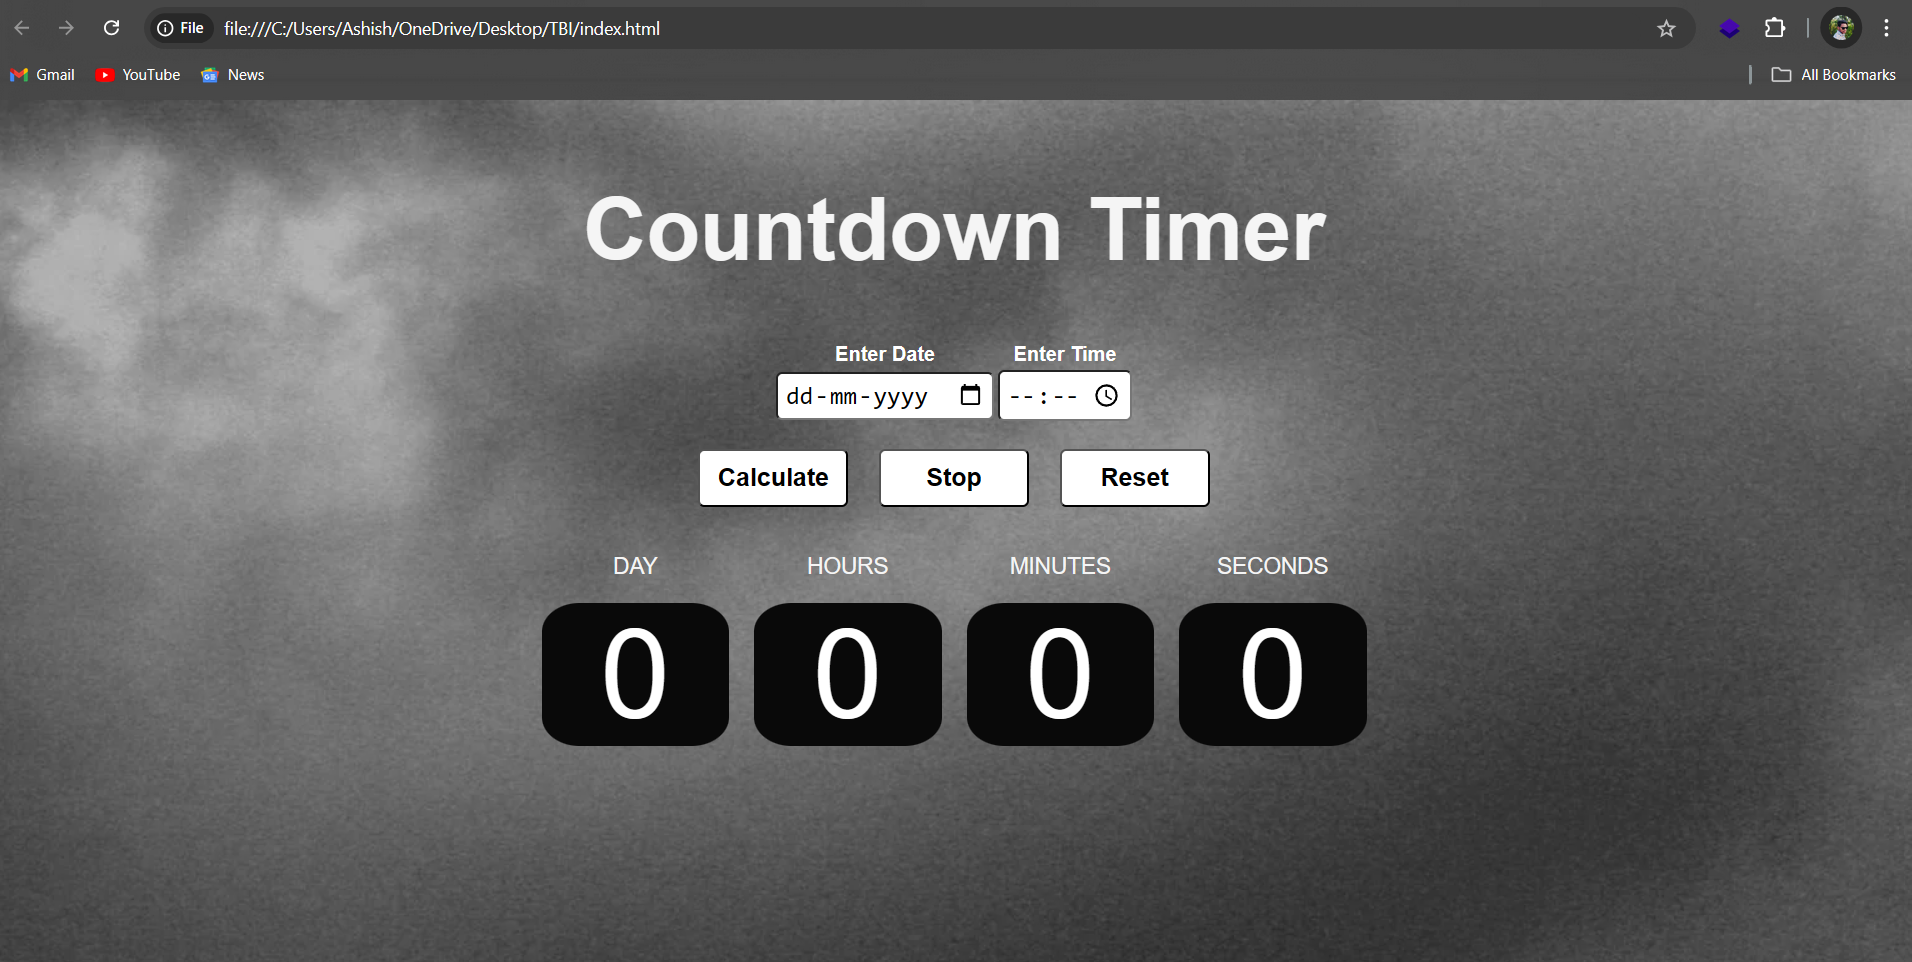 File file:///C:/Users/Ashish/OneDrive/Desktop/TBI/index.html
Gmail YouTube News All Bookmarks
Countdown Timer
Enter Date Enter Time
dd-mm-yyyy --:--
Calculate Stop Reset
DAY HOURS MINUTES SECONDS
0 0 0 0